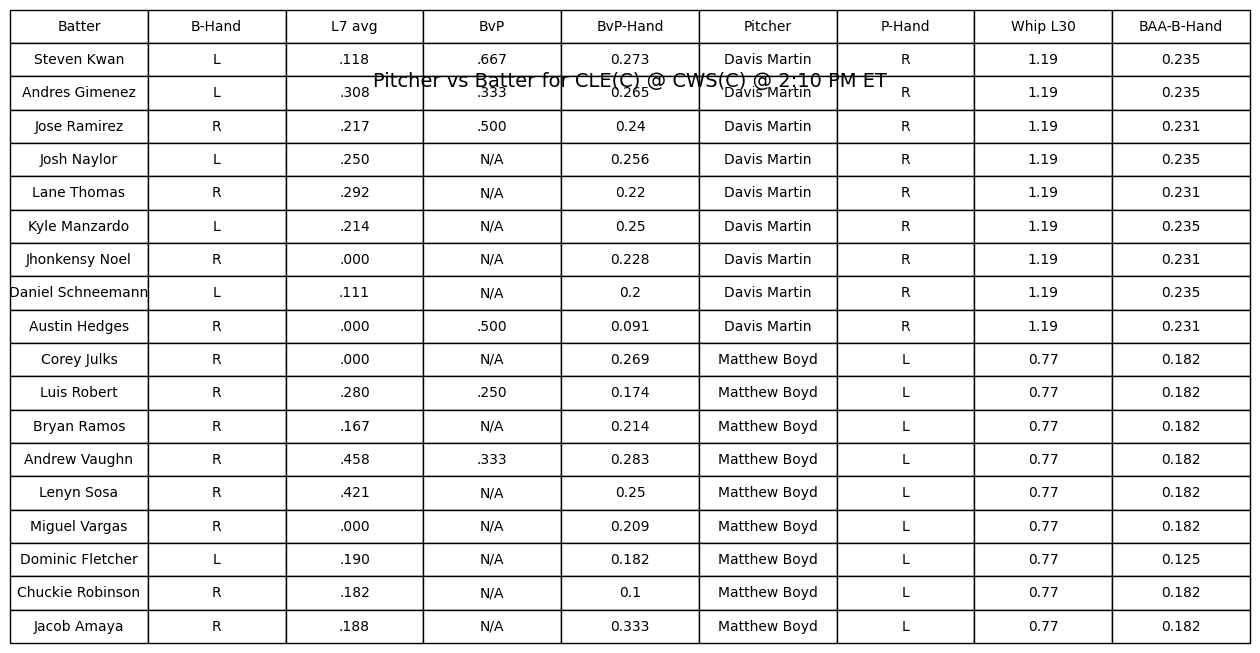 Batter B-Hand L7 avg BvP BvP-Hand Pitcher P-Hand Whip L30 BAA-B-Hand
Steven Kwan L .118 .667 0.273 Davis Martin R 1.19 0.235
Pitcher vs Batter for CLE(C) @ CWS(C) @ 2:10 PM ET
Andres Gimenez L .308 .333 0.265 Davis Martin R 1.19 0.235
Jose Ramirez R .217 .500 0.24 Davis Martin R 1.19 0.231
Josh Naylor L .250 N/A 0.256 Davis Martin R 1.19 0.235
Lane Thomas R .292 N/A 0.22 Davis Martin R 1.19 0.231
Kyle Manzardo L .214 N/A 0.25 Davis Martin R 1.19 0.235
Jhonkensy Noel R .000 N/A 0.228 Davis Martin R 1.19 0.231
Daniel Schneemann L .111 N/A 0.2 Davis Martin R 1.19 0.235
Austin Hedges R .000 .500 0.091 Davis Martin R 1.19 0.231
Corey Julks R .000 N/A 0.269 Matthew Boyd L 0.77 0.182
Luis Robert R .280 .250 0.174 Matthew Boyd L 0.77 0.182
Bryan Ramos R .167 N/A 0.214 Matthew Boyd L 0.77 0.182
Andrew Vaughn R .458 .333 0.283 Matthew Boyd L 0.77 0.182
Lenyn Sosa R .421 N/A 0.25 Matthew Boyd L 0.77 0.182
Miguel Vargas R .000 N/A 0.209 Matthew Boyd L 0.77 0.182
Dominic Fletcher L .190 N/A 0.182 Matthew Boyd L 0.77 0.125
Chuckie Robinson R .182 N/A 0.1 Matthew Boyd L 0.77 0.182
Jacob Amaya R .188 N/A 0.333 Matthew Boyd L 0.77 0.182